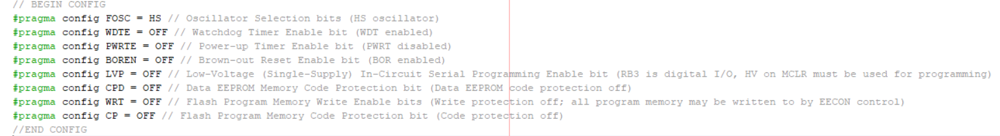 // BEGIN CONFIG
#pragma config FOSC = HS // Oscillator Selection bits (HS oscillator)
#pragma config WDTE = OFF // Watchdog Timer Enable bit (WDT enabled)
#pragma config PWRTE = OFF // Power-up Timer Enable bit (PWRT disabled)
#pragma config BOREN = OFF // Brown-out Reset Enable bit (BOR enabled)
#pragma config LVP = OFF // Low-Voltage (Single-Supply) In-Circuit Serial Programming Enable bit (RB3 is digital I/O, HV on MCLR must be used for programming)
#pragma config CPD = OFF // Data EEPROM Memory Code Protection bit (Data EEPROM code protection off)
#pragma config WRT = OFF // Flash Program Memory Write Enable bits (Write protection off; all program memory may be written to by EECON control)
#pragma config CP = OFF // Flash Program Memory Code Protection bit (Code protection off)
//END CONFIG